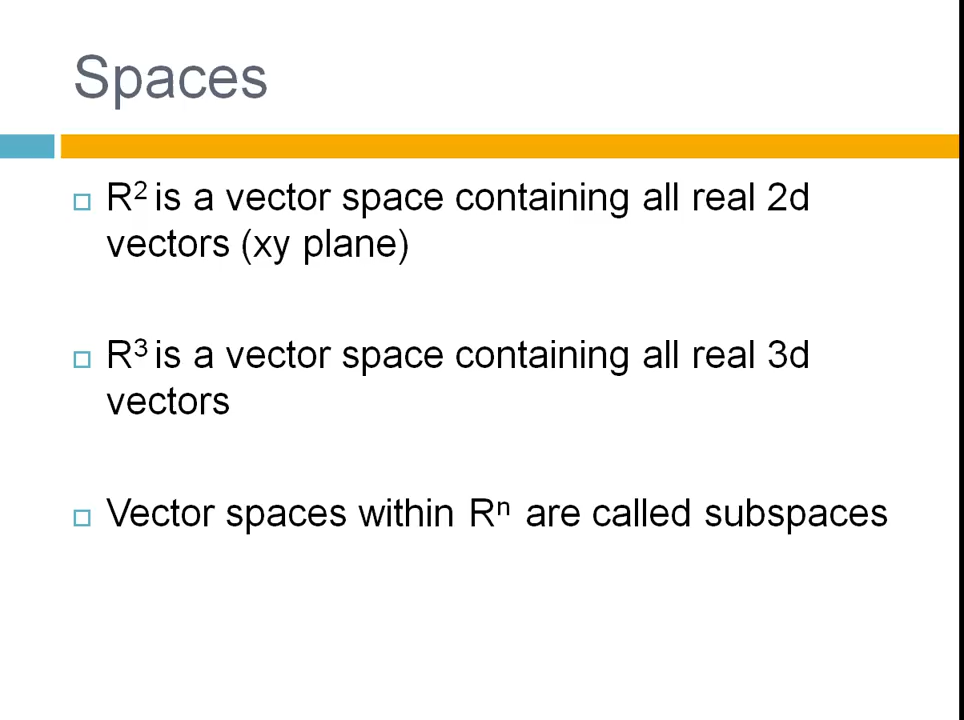 Spaces
R² is a vector space containing all real 2d
vectors (xy plane)
R³ is a vector space containing all real 3d
vectors
Vector spaces within Rⁿ are called subspaces